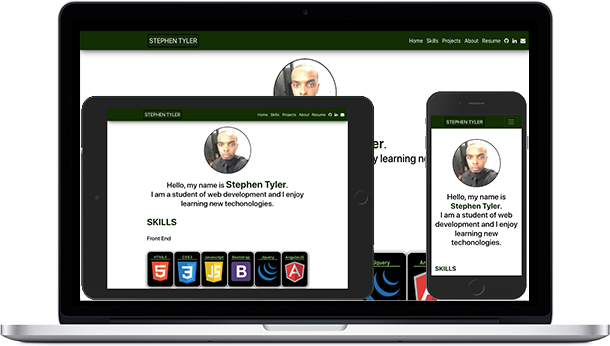 STEPHEN TYLER
Home Skills Projects About Resume
STEPHEN TYLER
Home Skills Projects About Resume
Hello, my name is Stephen Tyler.
I am a student of web development and I enjoy
learning new techonologies.
SKILLS
Front End
HTML5 CSS3 Javascript Bootstrap Jquery AngularJS
yler.
y learning new
Jquery
STEPHEN TYLER
Hello, my name is
Stephen Tyler.
I am a student of web
development and I enjoy
learning new
techonologies.
SKILLS